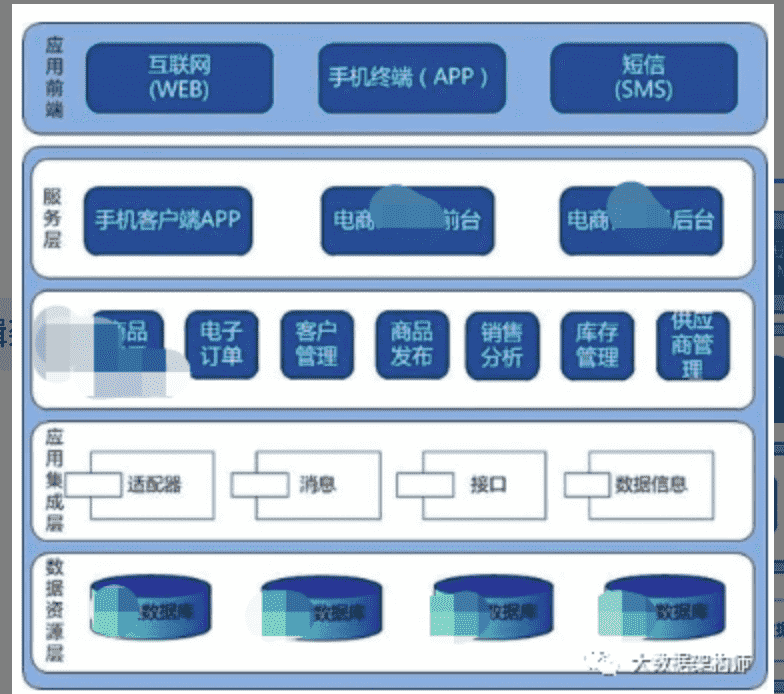 应用前端
互联网
(WEB)
手机终端（APP）
短信
(SMS)
服务层
手机客户端APP
电商
前台
电商
后台
商品
电子
订单
客户
管理
商品
发布
销售
分析
库存
管理
供应
商管
理
应用集成层
适配器
消息
接口
数据信息
数据资源层
数据库
数据库
数据库
数据库
大数据架构师